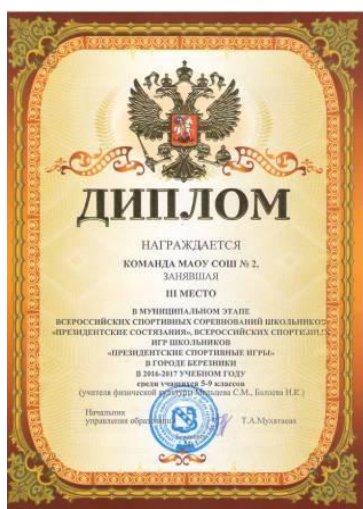 ДИПЛОМ
НАГРАЖДАЕТСЯ
КОМАНДА МАОУ СОШ № 2,
ЗАНЯВШАЯ
III МЕСТО
В МУНИЦИПАЛЬНОМ ЭТАПЕ
ВСЕРОССИЙСКИХ СПОРТИВНЫХ СОРЕВНОВАНИЙ ШКОЛЬНИКОВ
«ПРЕЗИДЕНТСКИЕ СОСТЯЗАНИЯ», ВСЕРОССИЙСКИХ СПОРТИВНЫХ
ИГР ШКОЛЬНИКОВ
«ПРЕЗИДЕНТСКИЕ СПОРТИВНЫЕ ИГРЫ»
В ГОРОДЕ БЕРЕЗНИКИ
В 2016-2017 УЧЕБНОМ ГОДУ
среди учащихся 5-9 классов
(учителя физической культуры С.М., И.Е.)
Начальник
управления образования Т.А.